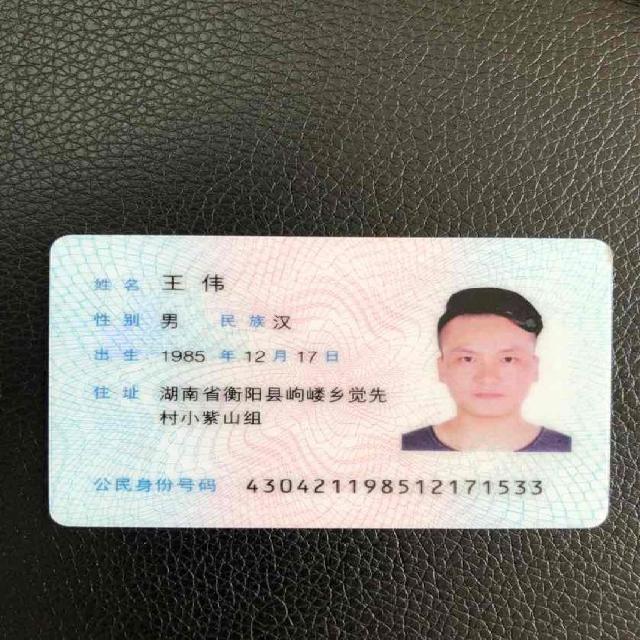 姓名 王伟
性别 男 民族 汉
出生 1985 年 12 月 17 日
住址 湖南省衡阳县岣嵝乡觉先
村小紫山组
公民身份号码 430421198512171533